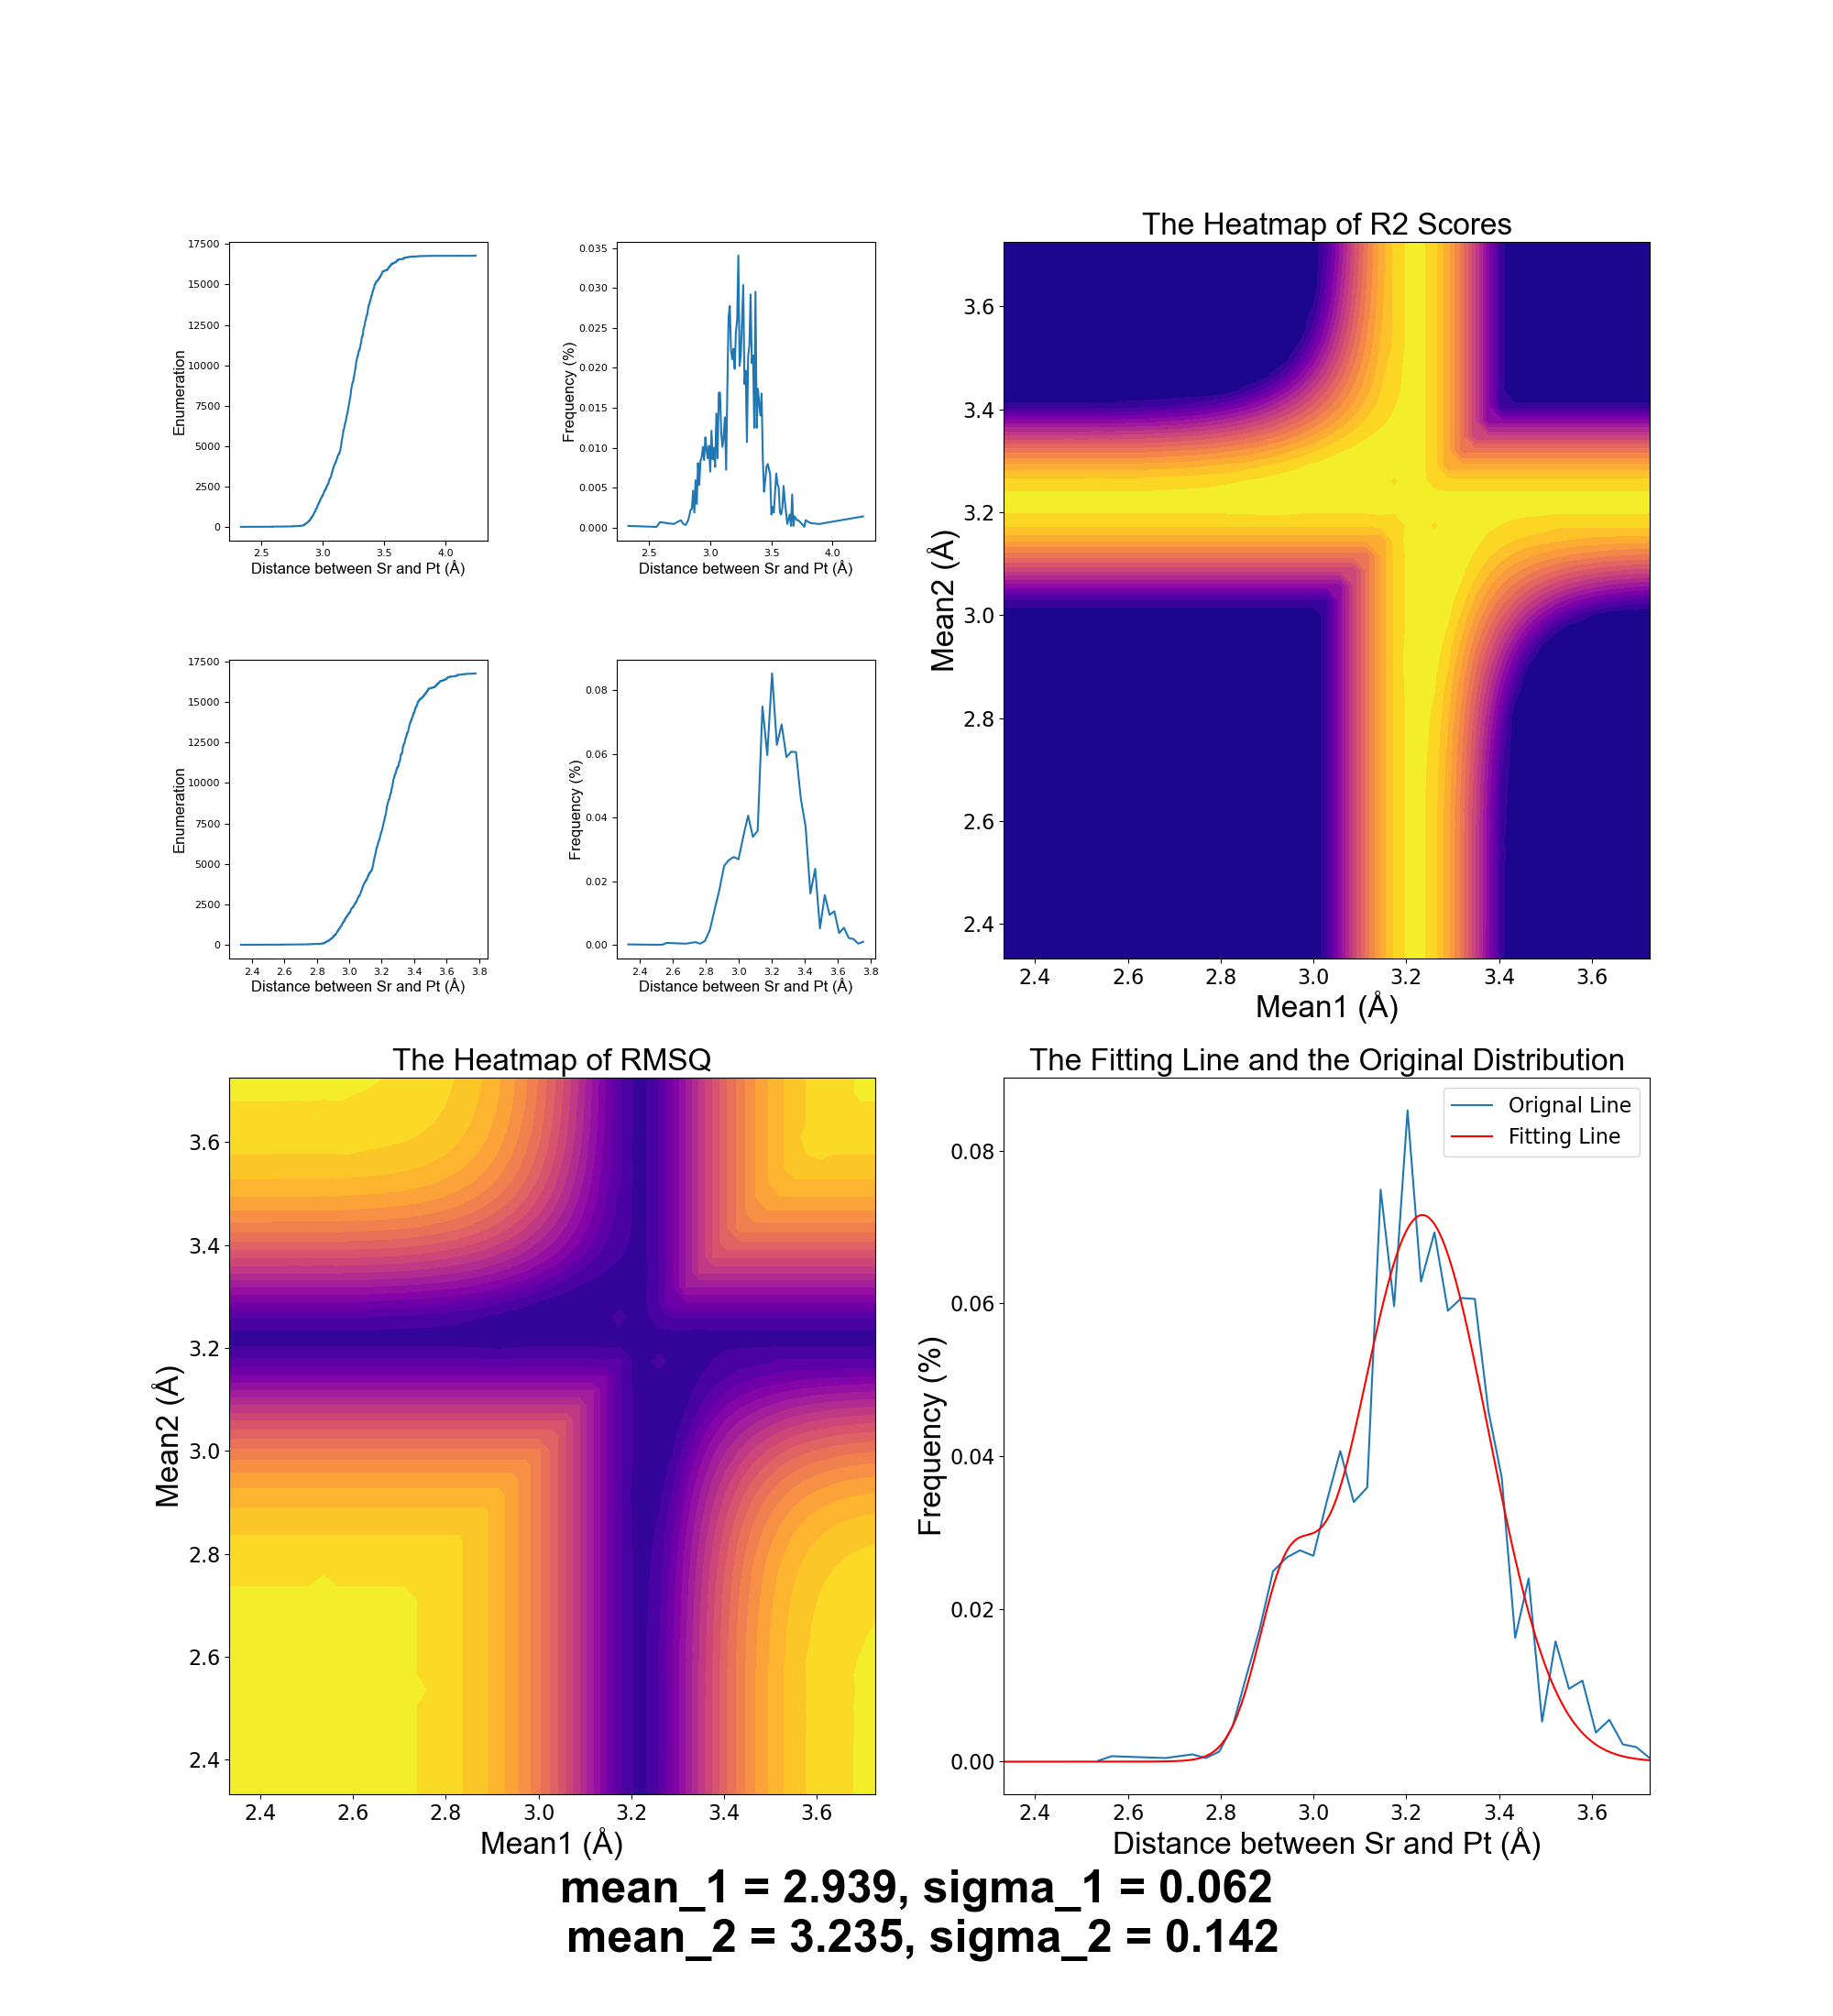 The Heatmap of R2 Scores
17500
15000
12500
10000
7500
5000
2500
0
Enumeration
2.5 3.0 3.5 4.0
Distance between Sr and Pt (Å)
0.035
0.030
0.025
0.020
0.015
0.010
0.005
0.000
Frequency (%)
2.5 3.0 3.5 4.0
Distance between Sr and Pt (Å)
17500
15000
12500
10000
7500
5000
2500
0
Enumeration
2.4 2.6 2.8 3.0 3.2 3.4 3.6 3.8
Distance between Sr and Pt (Å)
0.08
0.06
0.04
0.02
0.00
Frequency (%)
2.4 2.6 2.8 3.0 3.2 3.4 3.6 3.8
Distance between Sr and Pt (Å)
3.6
3.4
3.2
3.0
2.8
2.6
2.4
Mean2 (Å)
2.4 2.6 2.8 3.0 3.2 3.4 3.6
Mean1 (Å)
The Heatmap of RMSQ
3.6
3.4
3.2
3.0
2.8
2.6
2.4
Mean2 (Å)
2.4 2.6 2.8 3.0 3.2 3.4 3.6
Mean1 (Å)
The Fitting Line and the Original Distribution
Orignal Line
Fitting Line
0.08
0.06
0.04
0.02
0.00
Frequency (%)
2.4 2.6 2.8 3.0 3.2 3.4 3.6
Distance between Sr and Pt (Å)
mean_1 = 2.939, sigma_1 = 0.062
mean_2 = 3.235, sigma_2 = 0.142